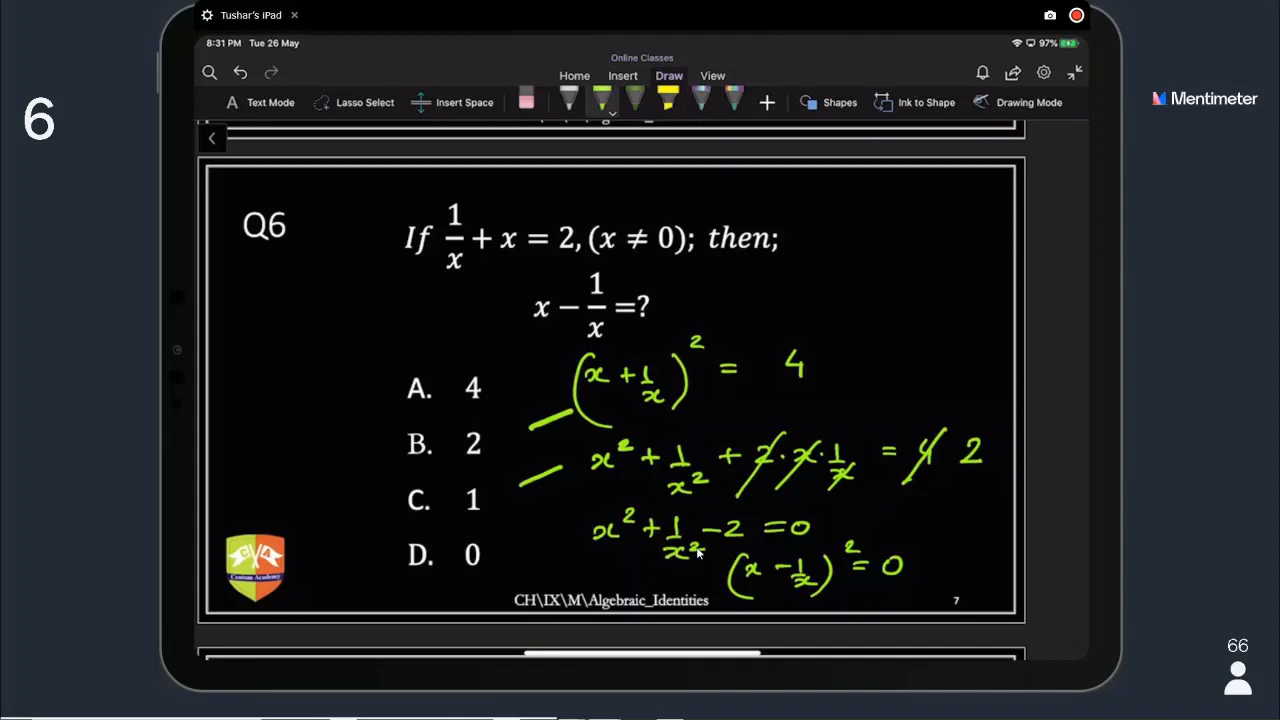 Tushar's iPad ×
8:31 PM Tue 26 May
97%
Online Classes
Home Insert Draw View
A Text Mode Lasso Select Insert Space Shapes Ink to Shape Drawing Mode
6
Mentimeter
Q6
If 1/x + x = 2, (x ≠ 0); then;
x − 1/x =?
(x + 1/x)² = 4
A. 4
B. 2
x² + 1/x² + 2·x·1/x = 4 2
C. 1
x² + 1/x² − 2 = 0
D. 0
(x − 1/x)² = 0
CA
Centum Academy
CH\IX\M\Algebraic_Identities
7
66